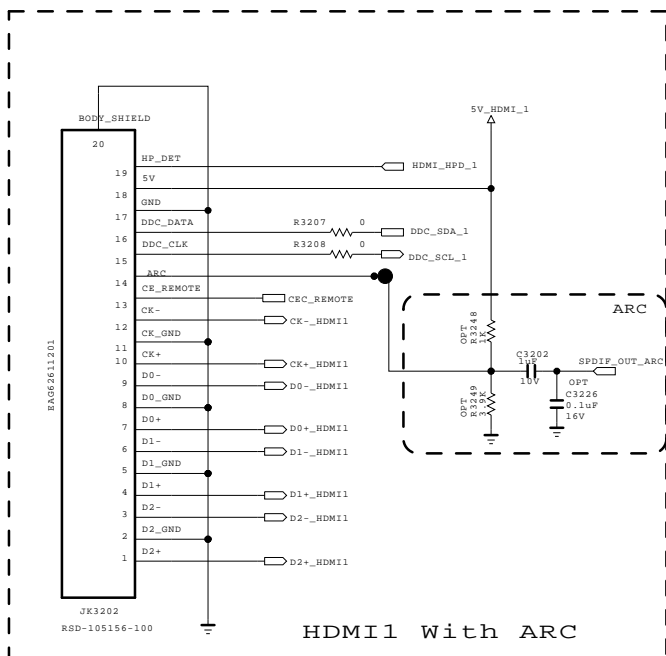 5V_HDMI_1
BODY_SHIELD
20
HP_DET
19
HDMI_HPD_1
5V
18
GND
17
DDC_DATA
R3207 0
16
DDC_SDA_1
DDC_CLK
R3208 0
15
DDC_SCL_1
ARC
14
CE_REMOTE
13
CEC_REMOTE
CK-
12
CK-_HDMI1
CK_GND
11
CK+
10
CK+_HDMI1
D0-
9
D0-_HDMI1
D0_GND
8
D0+
7
D0+_HDMI1
D1-
6
D1-_HDMI1
D1_GND
5
D1+
4
D1+_HDMI1
D2-
3
D2-_HDMI1
D2_GND
2
D2+
1
D2+_HDMI1
EAG62611201
JK3202
RSD-105156-100
ARC
OPT
R3248
1K
C3202
1uF
10V
SPDIF_OUT_ARC
OPT
R3249
3.9K
OPT
C3226
0.1uF
16V
HDMI1 With ARC